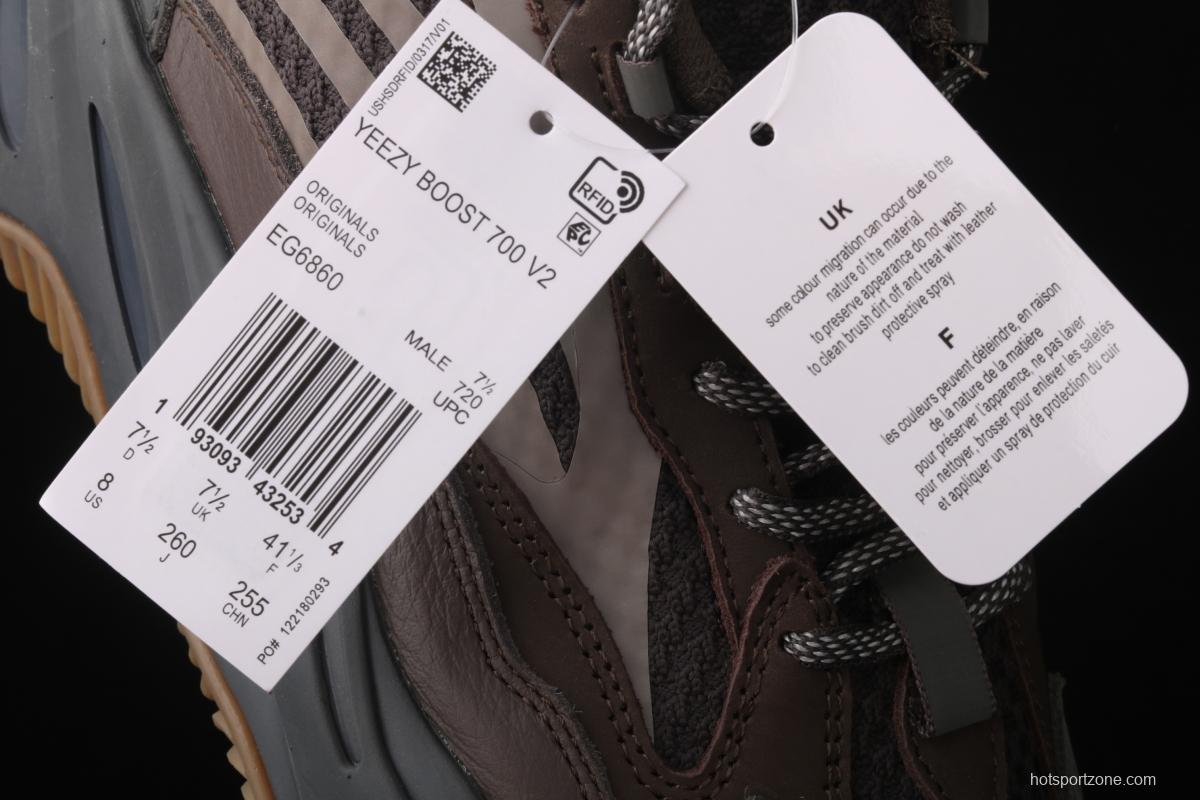 USHSDRFID/0317/V01
YEEZY BOOST 700 V2
RFID
EPC
ORIGINALS
ORIGINALS
EG6860
MALE 7½
720
UPC
1 93093 43253 4
7½
D
8
US
7½
UK
260
J
41⅓
F
255
CHN
PO# 122180293
UK
some colour migration can occur due to the
nature of the material
to preserve appearance do not wash
to clean brush dirt off and treat with leather
protective spray
F
les couleurs peuvent déteindre, en raison
de la nature de la matière
pour préserver l'apparence, ne pas laver
pour nettoyer, brosser pour enlever les saletés
et appliquer un spray de protection du cuir
hotsportzone.com